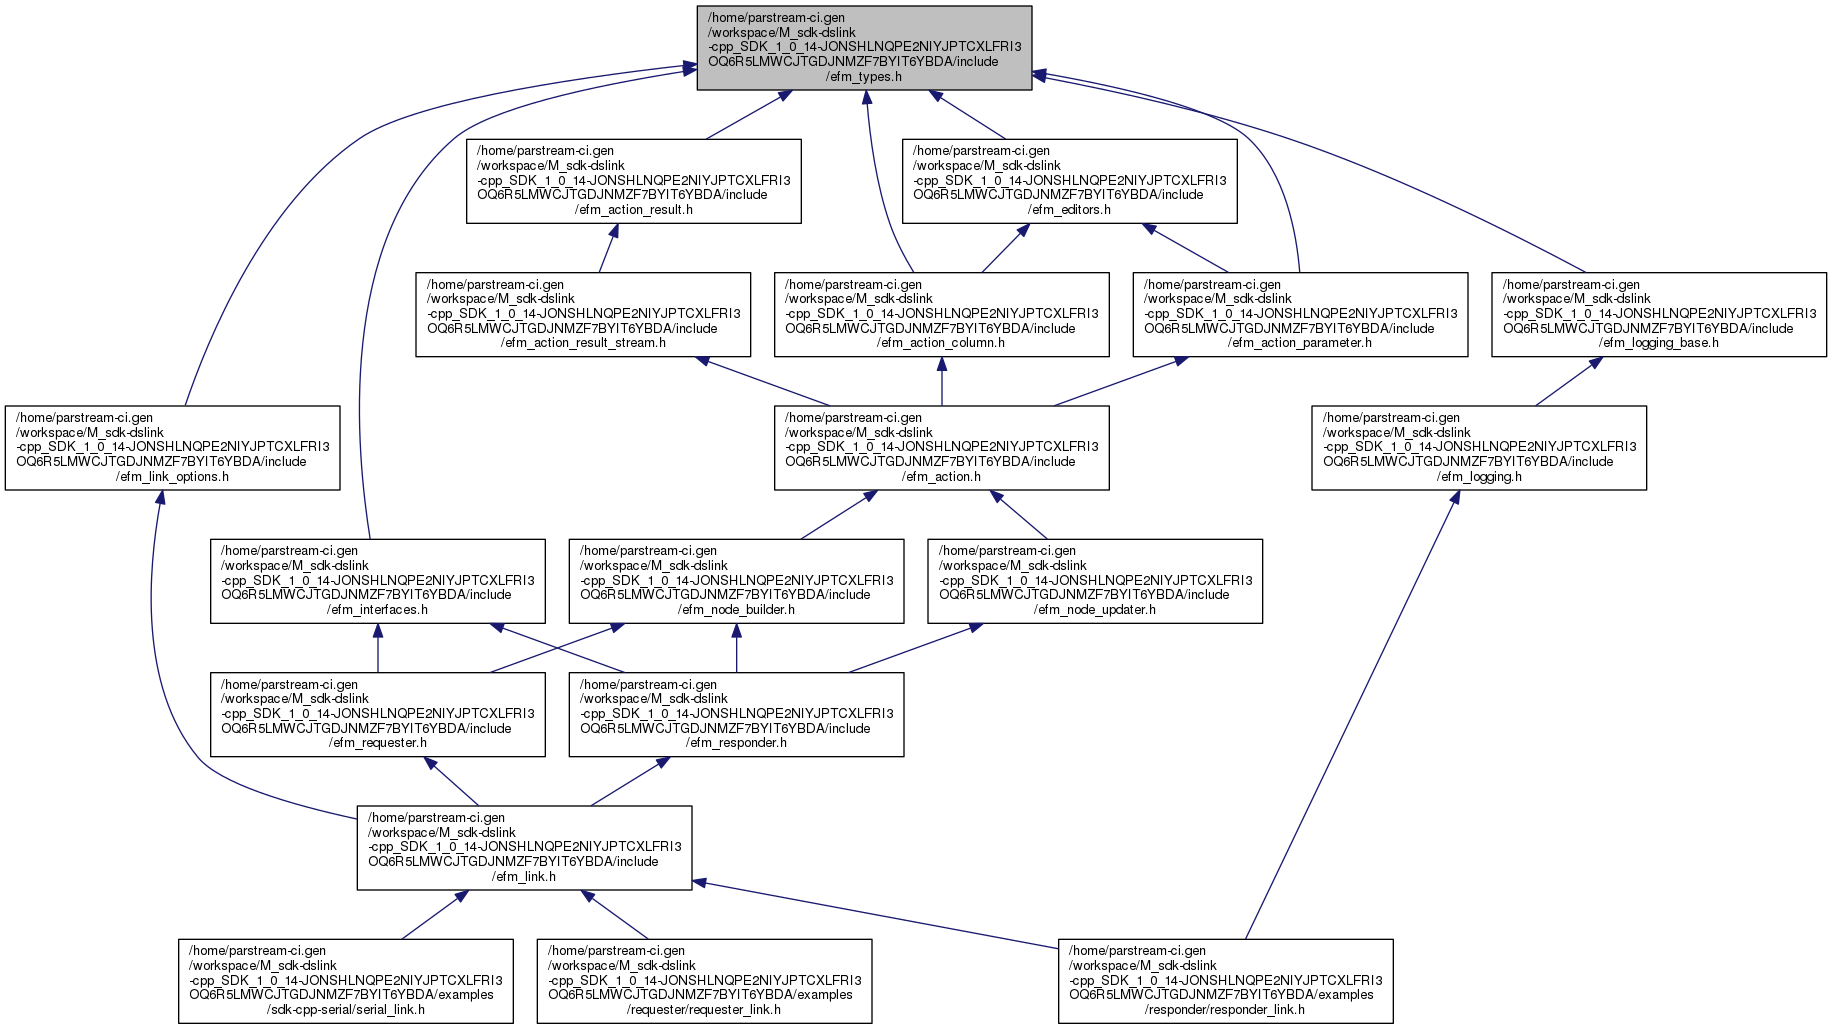 /home/parstream-ci.gen
/workspace/M_sdk-dslink
-cpp_SDK_1_0_14-JONSHLNQPE2NIYJPTCXLFRI3
OQ6R5LMWCJTGDJNMZF7BYIT6YBDA/include
/efm_types.h
/home/parstream-ci.gen
/workspace/M_sdk-dslink
-cpp_SDK_1_0_14-JONSHLNQPE2NIYJPTCXLFRI3
OQ6R5LMWCJTGDJNMZF7BYIT6YBDA/include
/efm_action_result.h
/home/parstream-ci.gen
/workspace/M_sdk-dslink
-cpp_SDK_1_0_14-JONSHLNQPE2NIYJPTCXLFRI3
OQ6R5LMWCJTGDJNMZF7BYIT6YBDA/include
/efm_editors.h
/home/parstream-ci.gen
/workspace/M_sdk-dslink
-cpp_SDK_1_0_14-JONSHLNQPE2NIYJPTCXLFRI3
OQ6R5LMWCJTGDJNMZF7BYIT6YBDA/include
/efm_action_result_stream.h
/home/parstream-ci.gen
/workspace/M_sdk-dslink
-cpp_SDK_1_0_14-JONSHLNQPE2NIYJPTCXLFRI3
OQ6R5LMWCJTGDJNMZF7BYIT6YBDA/include
/efm_action_column.h
/home/parstream-ci.gen
/workspace/M_sdk-dslink
-cpp_SDK_1_0_14-JONSHLNQPE2NIYJPTCXLFRI3
OQ6R5LMWCJTGDJNMZF7BYIT6YBDA/include
/efm_action_parameter.h
/home/parstream-ci.gen
/workspace/M_sdk-dslink
-cpp_SDK_1_0_14-JONSHLNQPE2NIYJPTCXLFRI3
OQ6R5LMWCJTGDJNMZF7BYIT6YBDA/include
/efm_logging_base.h
/home/parstream-ci.gen
/workspace/M_sdk-dslink
-cpp_SDK_1_0_14-JONSHLNQPE2NIYJPTCXLFRI3
OQ6R5LMWCJTGDJNMZF7BYIT6YBDA/include
/efm_link_options.h
/home/parstream-ci.gen
/workspace/M_sdk-dslink
-cpp_SDK_1_0_14-JONSHLNQPE2NIYJPTCXLFRI3
OQ6R5LMWCJTGDJNMZF7BYIT6YBDA/include
/efm_action.h
/home/parstream-ci.gen
/workspace/M_sdk-dslink
-cpp_SDK_1_0_14-JONSHLNQPE2NIYJPTCXLFRI3
OQ6R5LMWCJTGDJNMZF7BYIT6YBDA/include
/efm_logging.h
/home/parstream-ci.gen
/workspace/M_sdk-dslink
-cpp_SDK_1_0_14-JONSHLNQPE2NIYJPTCXLFRI3
OQ6R5LMWCJTGDJNMZF7BYIT6YBDA/include
/efm_interfaces.h
/home/parstream-ci.gen
/workspace/M_sdk-dslink
-cpp_SDK_1_0_14-JONSHLNQPE2NIYJPTCXLFRI3
OQ6R5LMWCJTGDJNMZF7BYIT6YBDA/include
/efm_node_builder.h
/home/parstream-ci.gen
/workspace/M_sdk-dslink
-cpp_SDK_1_0_14-JONSHLNQPE2NIYJPTCXLFRI3
OQ6R5LMWCJTGDJNMZF7BYIT6YBDA/include
/efm_node_updater.h
/home/parstream-ci.gen
/workspace/M_sdk-dslink
-cpp_SDK_1_0_14-JONSHLNQPE2NIYJPTCXLFRI3
OQ6R5LMWCJTGDJNMZF7BYIT6YBDA/include
/efm_requester.h
/home/parstream-ci.gen
/workspace/M_sdk-dslink
-cpp_SDK_1_0_14-JONSHLNQPE2NIYJPTCXLFRI3
OQ6R5LMWCJTGDJNMZF7BYIT6YBDA/include
/efm_responder.h
/home/parstream-ci.gen
/workspace/M_sdk-dslink
-cpp_SDK_1_0_14-JONSHLNQPE2NIYJPTCXLFRI3
OQ6R5LMWCJTGDJNMZF7BYIT6YBDA/include
/efm_link.h
/home/parstream-ci.gen
/workspace/M_sdk-dslink
-cpp_SDK_1_0_14-JONSHLNQPE2NIYJPTCXLFRI3
OQ6R5LMWCJTGDJNMZF7BYIT6YBDA/examples
/sdk-cpp-serial/serial_link.h
/home/parstream-ci.gen
/workspace/M_sdk-dslink
-cpp_SDK_1_0_14-JONSHLNQPE2NIYJPTCXLFRI3
OQ6R5LMWCJTGDJNMZF7BYIT6YBDA/examples
/requester/requester_link.h
/home/parstream-ci.gen
/workspace/M_sdk-dslink
-cpp_SDK_1_0_14-JONSHLNQPE2NIYJPTCXLFRI3
OQ6R5LMWCJTGDJNMZF7BYIT6YBDA/examples
/responder/responder_link.h